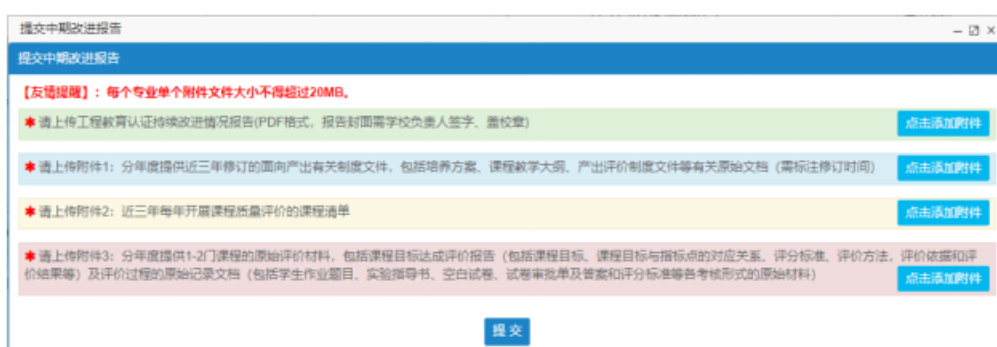 提交中期改进报告
提交中期改进报告
【友情提醒】：每个专业单个附件文件大小不得超过20MB。
✱ 请上传工程教育认证持续改进情况报告(PDF格式，报告封面需学校负责人签字、盖校章)
点击添加附件
✱ 请上传附件1：分年度提供近三年修订的面向产出有关制度文件，包括培养方案、课程教学大纲、产出评价制度文件等有关原始文档（需标注修订时间）
点击添加附件
✱ 请上传附件2：近三年每年开展课程质量评价的课程清单
点击添加附件
✱ 请上传附件3：分年度提供1-2门课程的原始评价材料，包括课程目标达成评价报告（包括课程目标、课程目标与指标点的对应关系、评分标准、评价方法，评价依据和评
价结果等）及评价过程的原始记录文档（包括学生作业题目、实验指导书、空白试卷、试卷审批单及答案和评分标准等各考核形式的原始材料）
点击添加附件
提 交